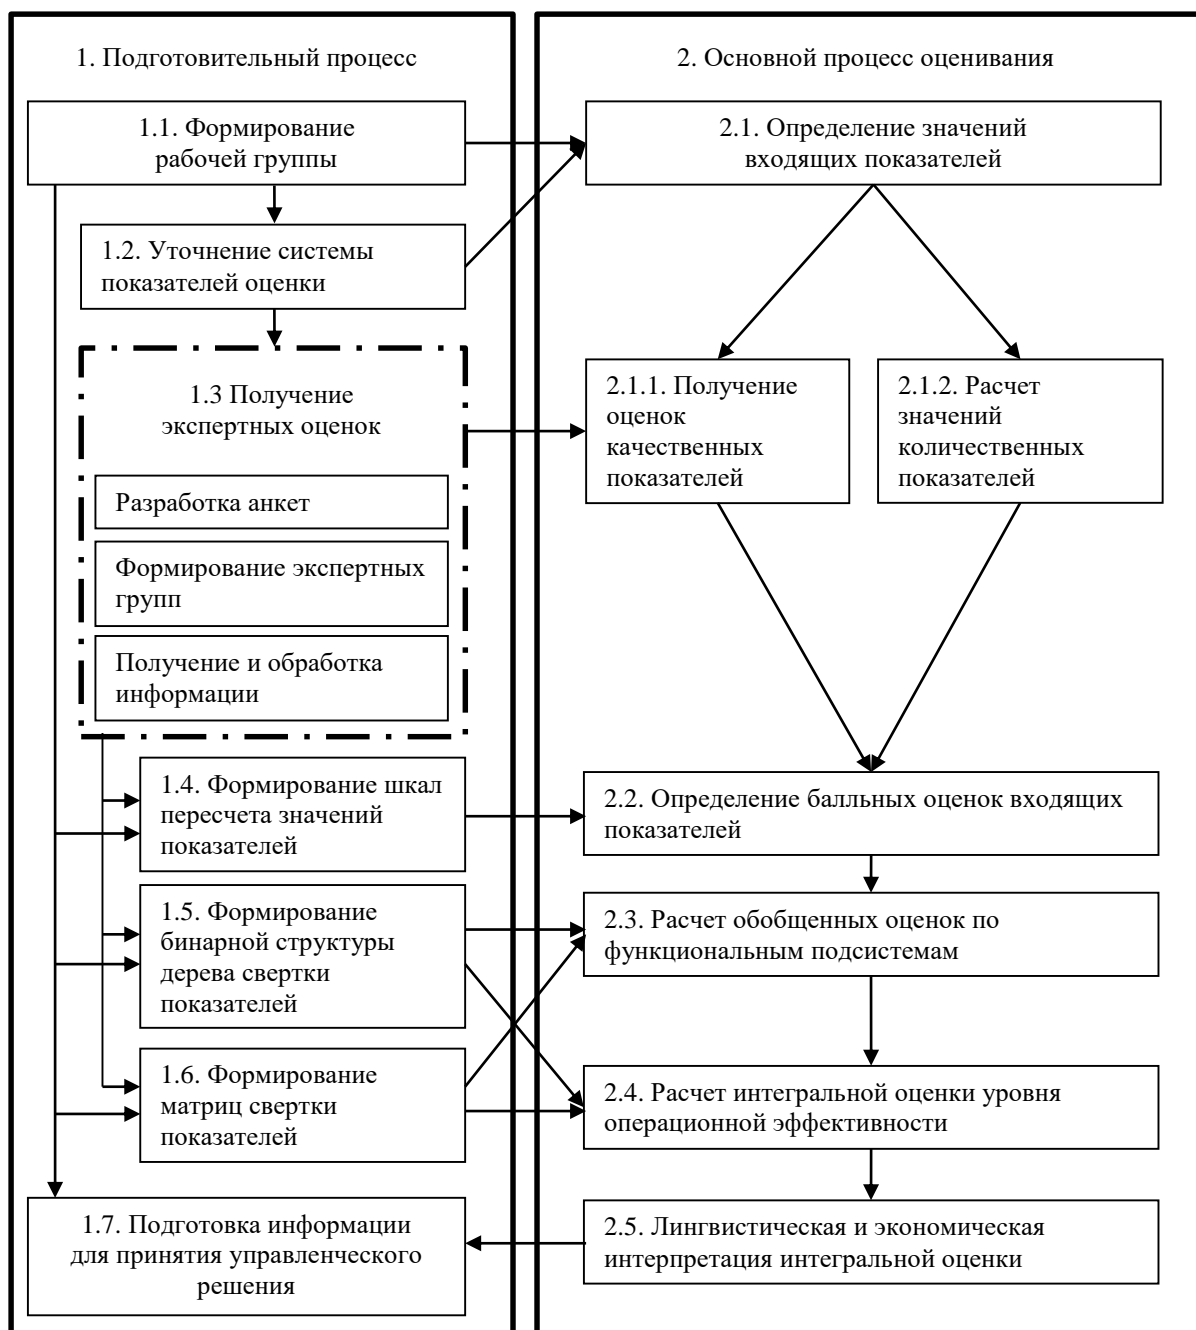 1. Подготовительный процесс
1.1. Формирование
рабочей группы
1.2. Уточнение системы
показателей оценки
1.3 Получение
экспертных оценок
Разработка анкет
Формирование экспертных
групп
Получение и обработка
информации
1.4. Формирование шкал
пересчета значений
показателей
1.5. Формирование
бинарной структуры
дерева свертки
показателей
1.6. Формирование
матриц свертки
показателей
1.7. Подготовка информации
для принятия управленческого
решения
2. Основной процесс оценивания
2.1. Определение значений
входящих показателей
2.1.1. Получение
оценок
качественных
показателей
2.1.2. Расчет
значений
количественных
показателей
2.2. Определение балльных оценок входящих
показателей
2.3. Расчет обобщенных оценок по
функциональным подсистемам
2.4. Расчет интегральной оценки уровня
операционной эффективности
2.5. Лингвистическая и экономическая
интерпретация интегральной оценки